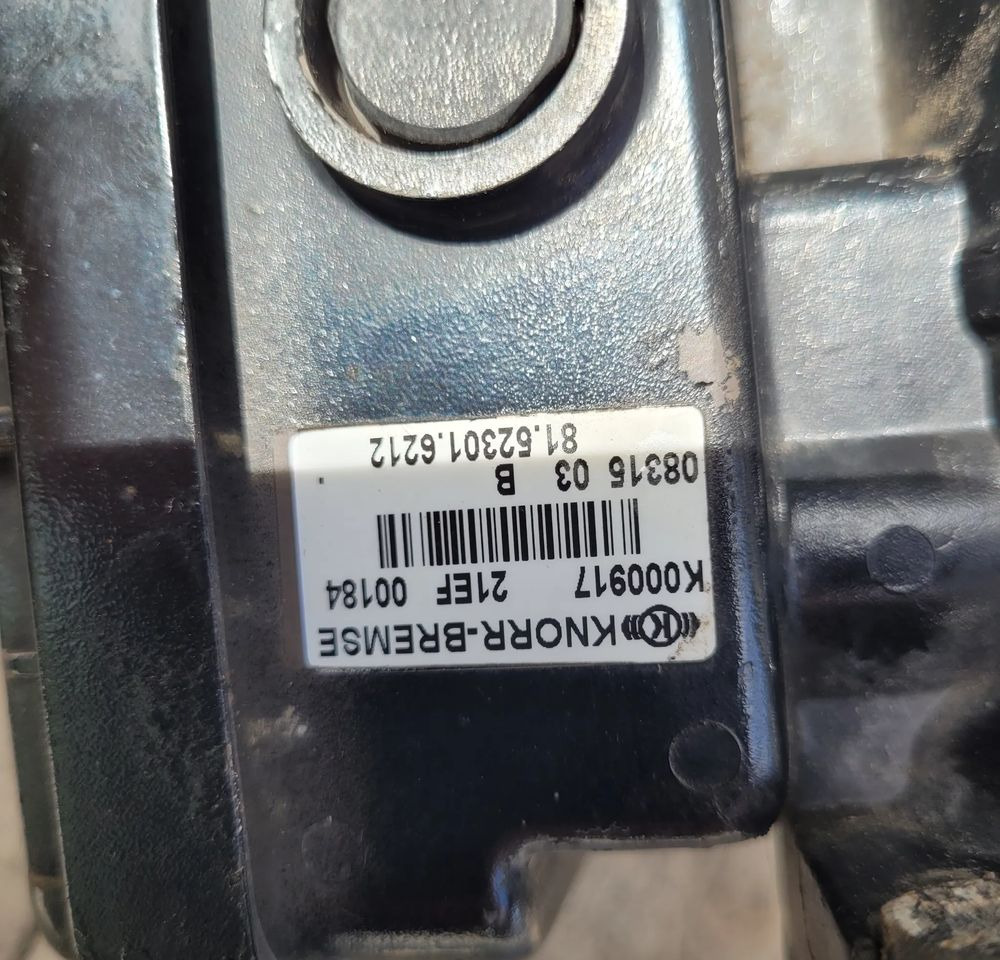 KNORR-BREMSE
K000917 21EF 00184
08315 03 B
81.52301.6212